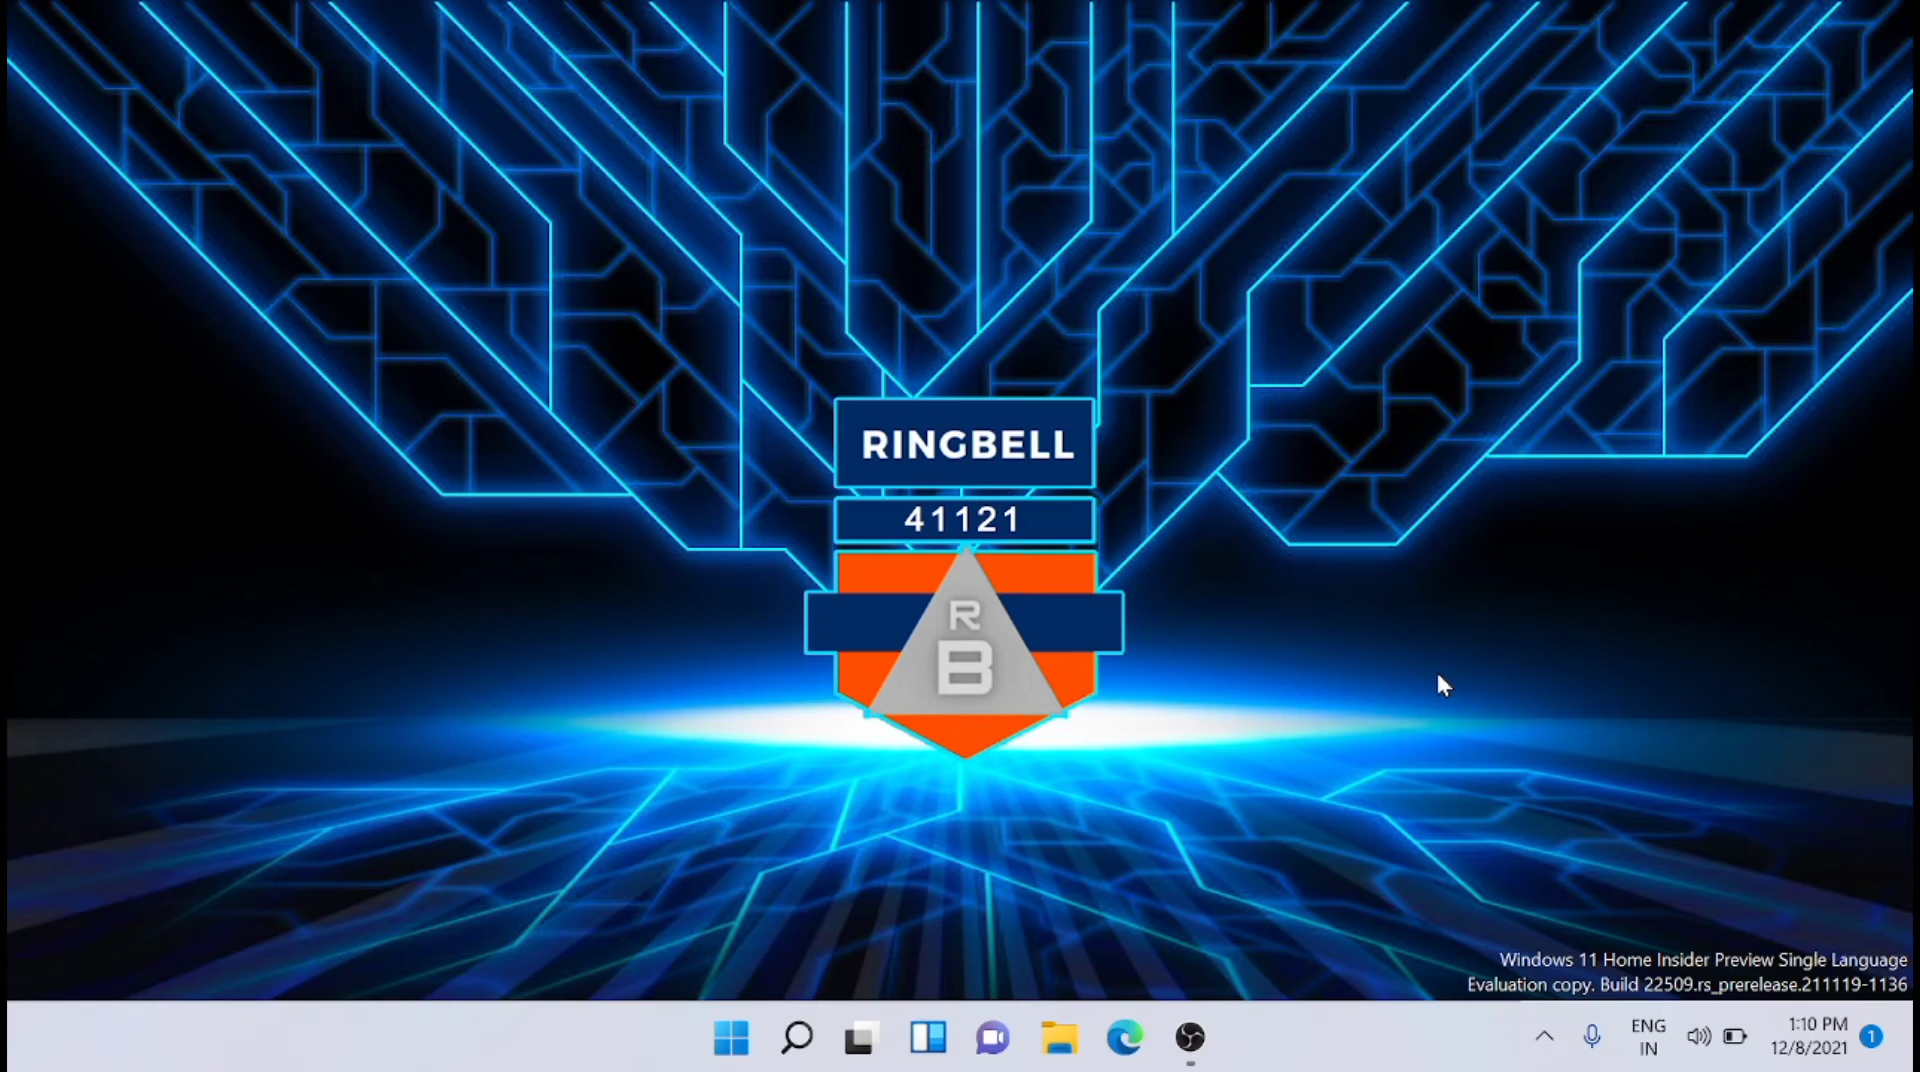 RINGBELL
41121
R
B
Windows 11 Home Insider Preview Single Language
Evaluation copy. Build 22509.rs_prerelease.211119-1136
ENG
IN
1:10 PM
12/8/2021
1